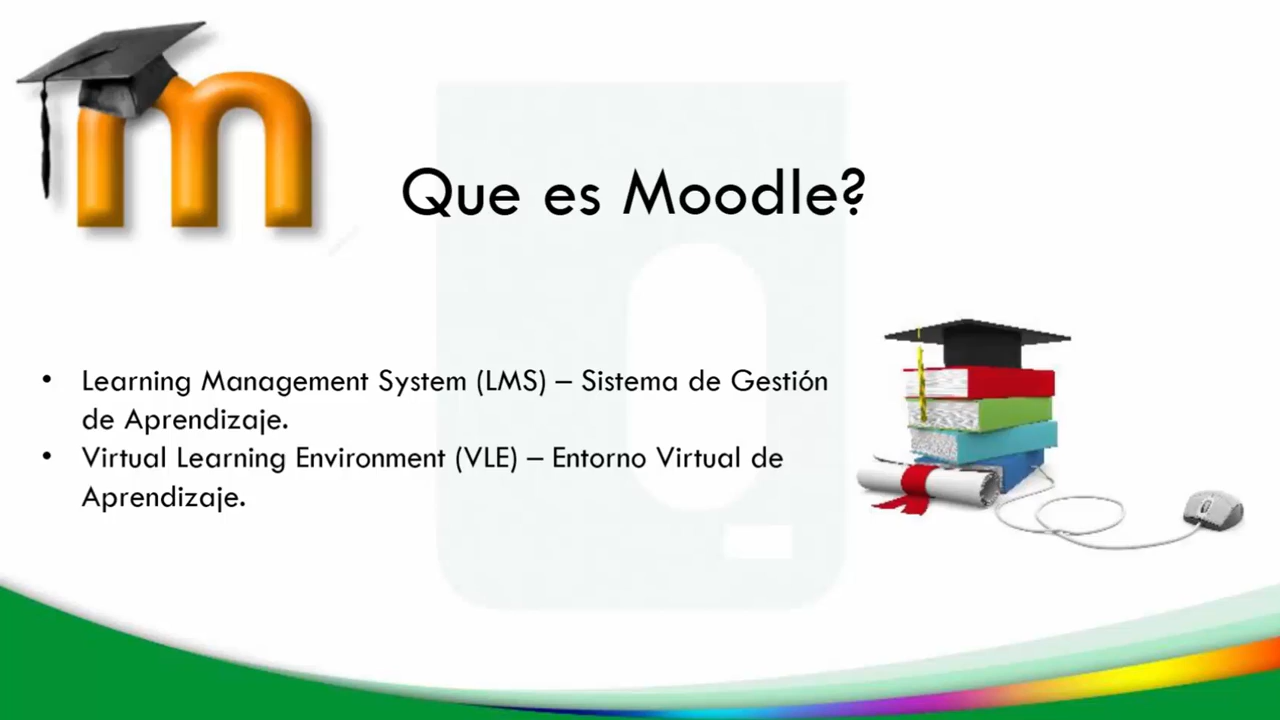 Que es Moodle?
• Learning Management System (LMS) – Sistema de Gestión
de Aprendizaje.
• Virtual Learning Environment (VLE) – Entorno Virtual de
Aprendizaje.